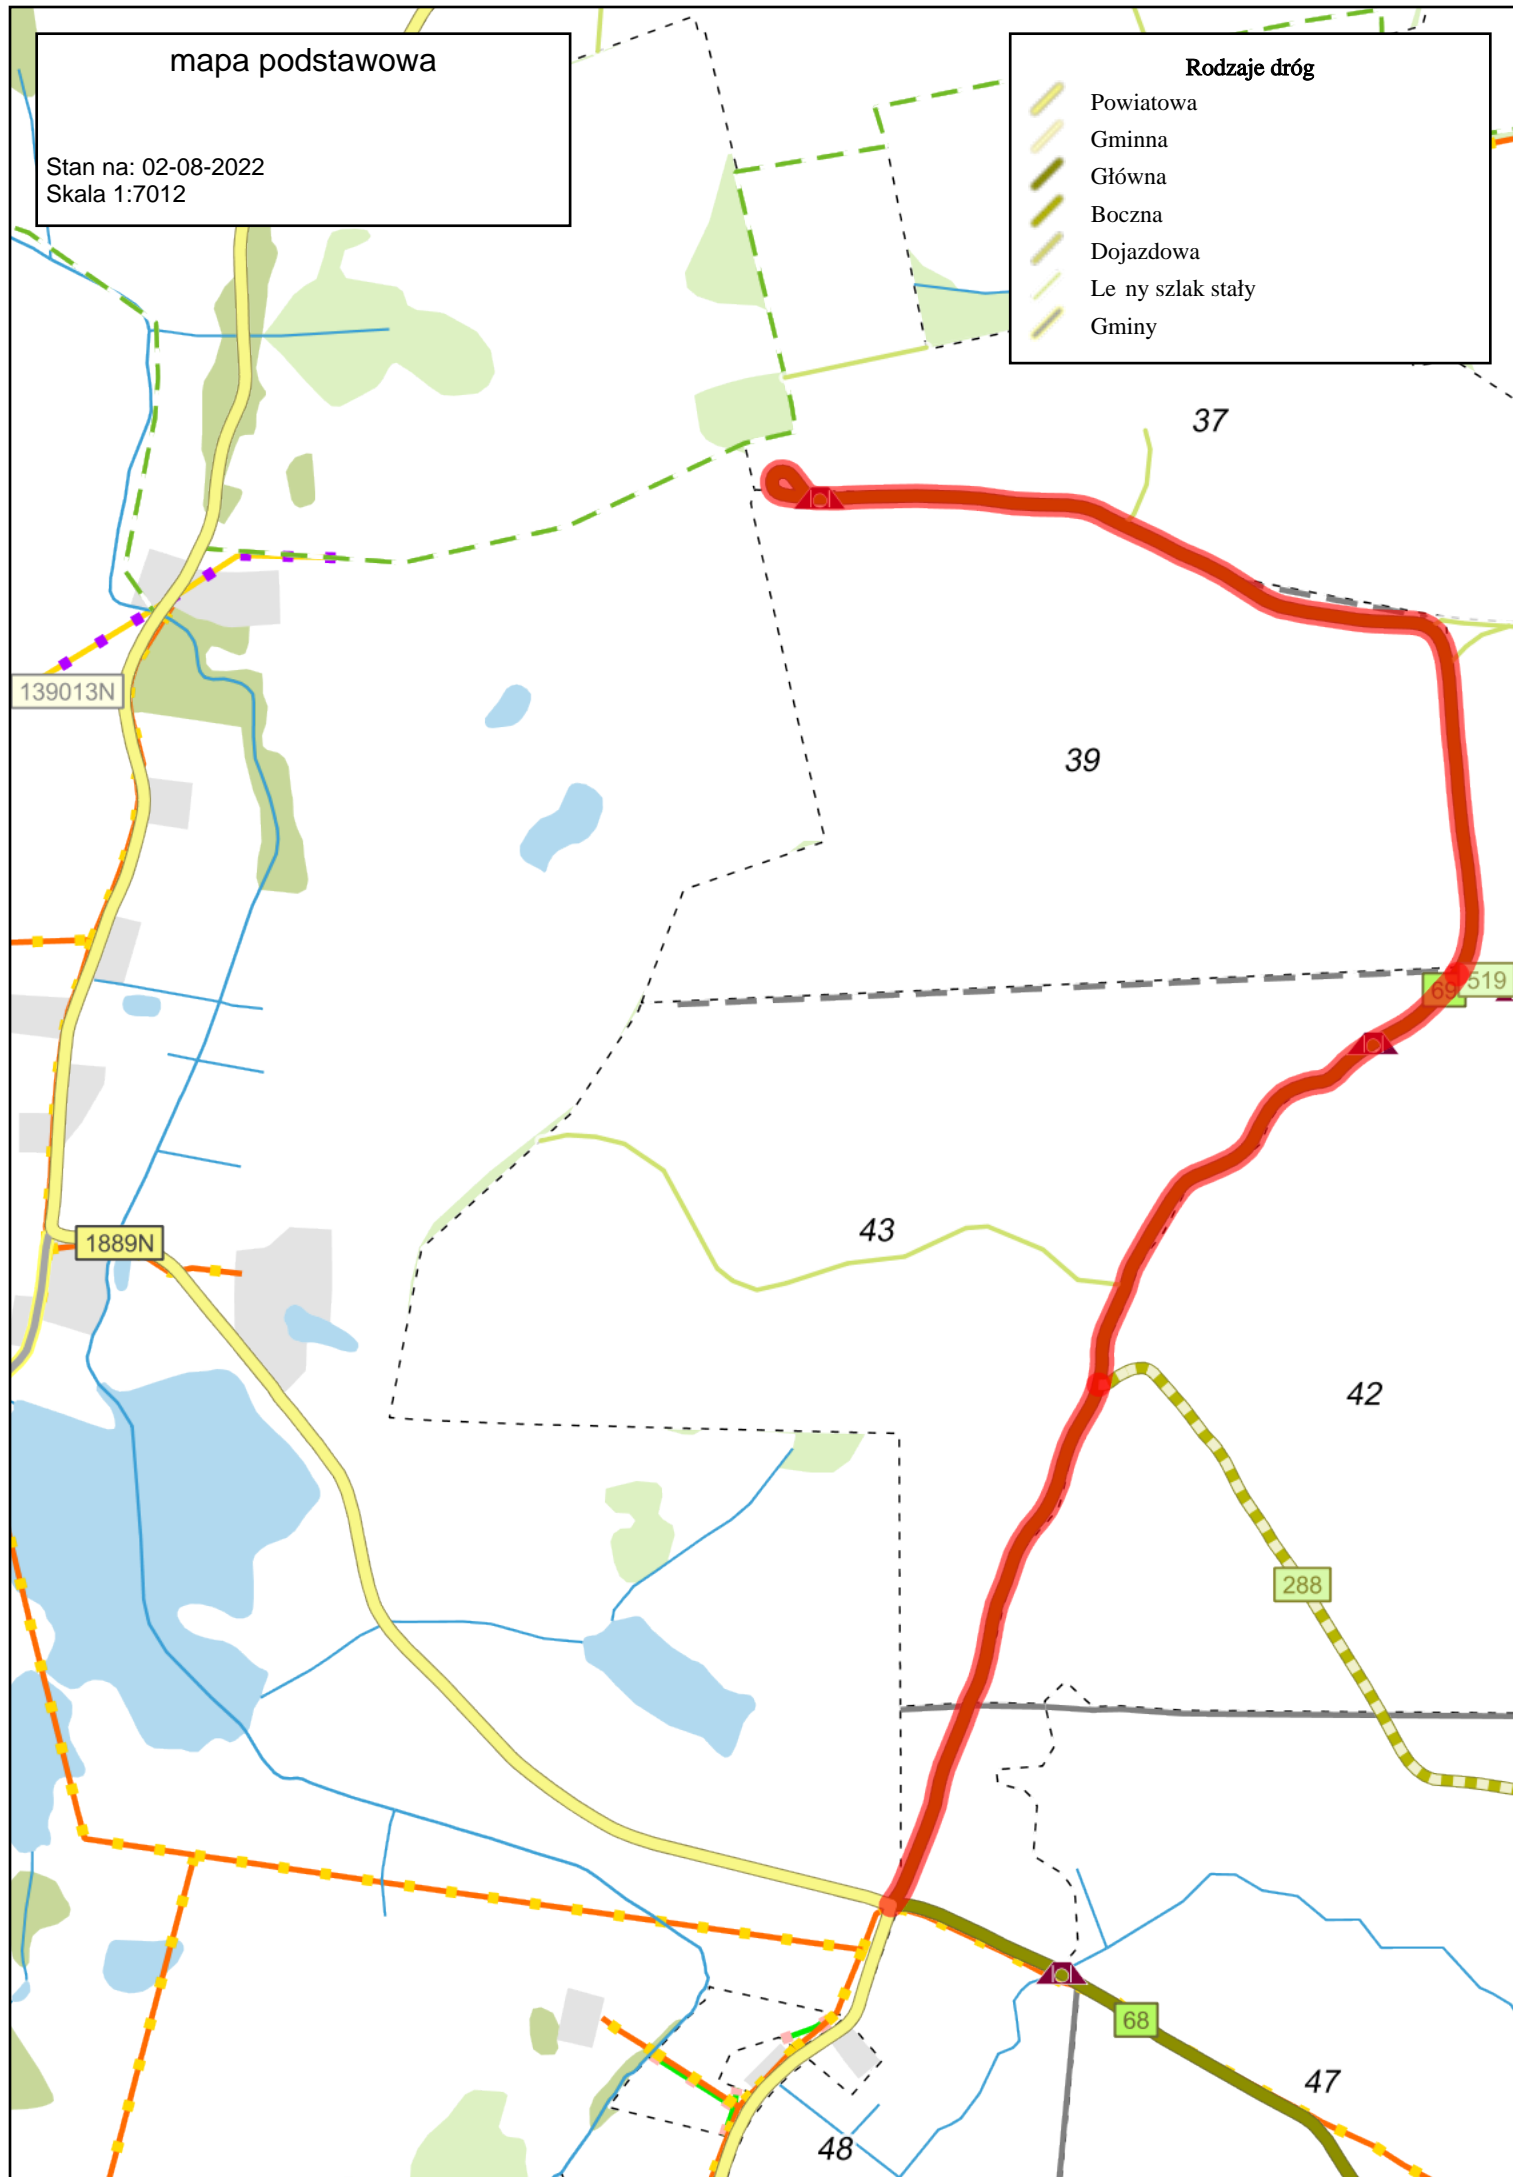 mapa podstawowa
Stan na: 02-08-2022
Skala 1:7012
Rodzaje dróg
Powiatowa
Gminna
Główna
Boczna
Dojazdowa
Le ny szlak stały
Gminy
37
139013N
39
69
519
43
1889N
42
288
68
47
48